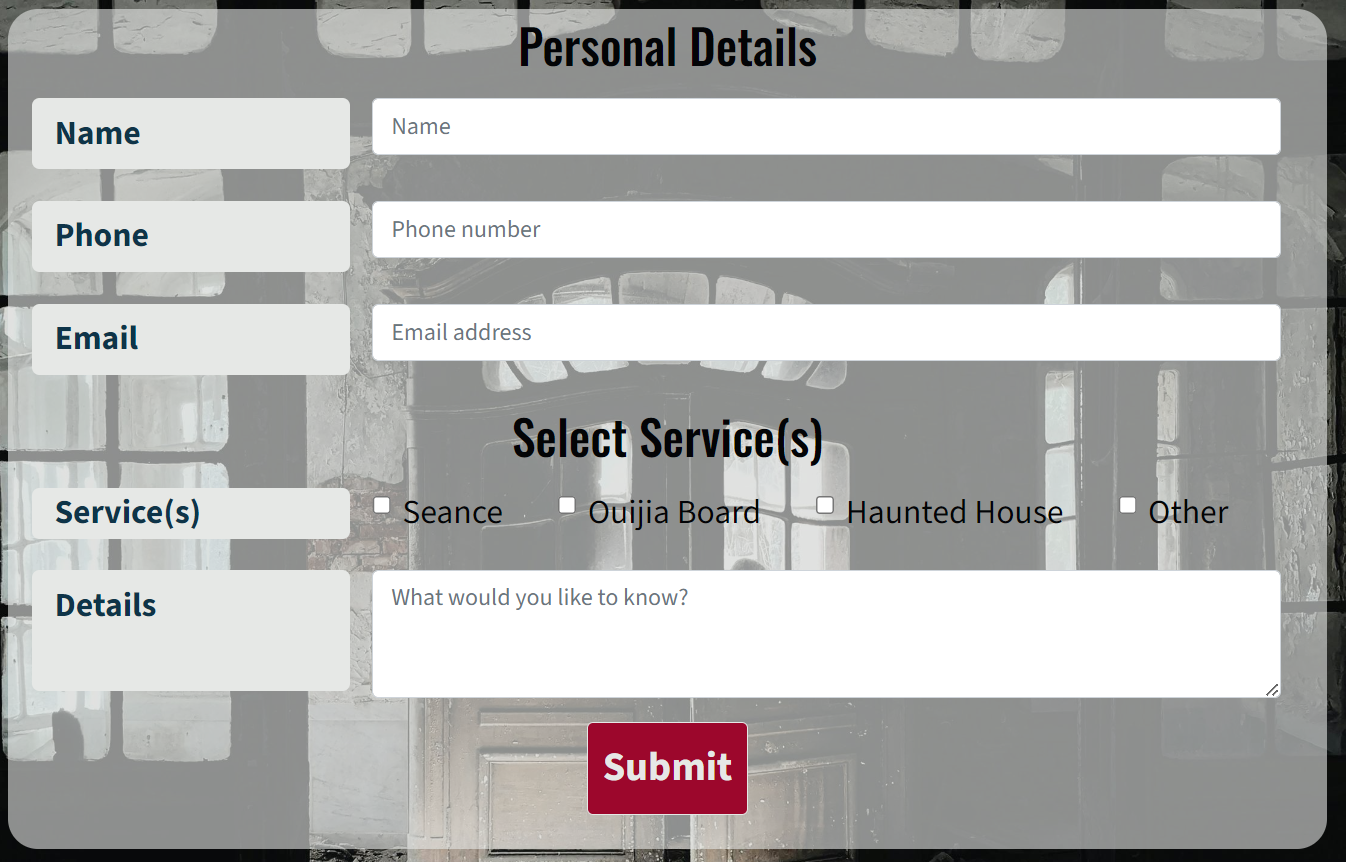 Personal Details
Name Name
Phone Phone number
Email Email address
Select Service(s)
Service(s) Seance Ouijia Board Haunted House Other
Details What would you like to know?
Submit